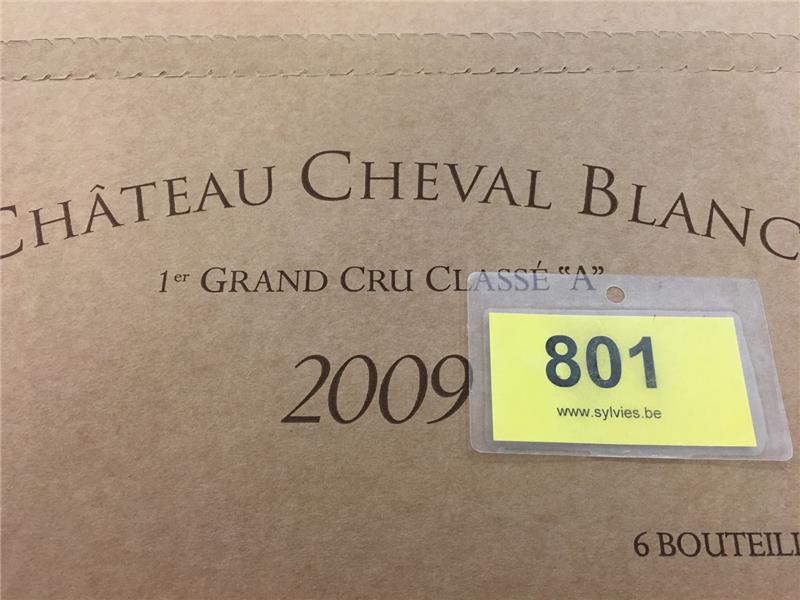 CHÂTEAU CHEVAL BLANC
1er GRAND CRU CLASSÉ "A"
2009
801
www.sylvies.be
6 BOUTEILL